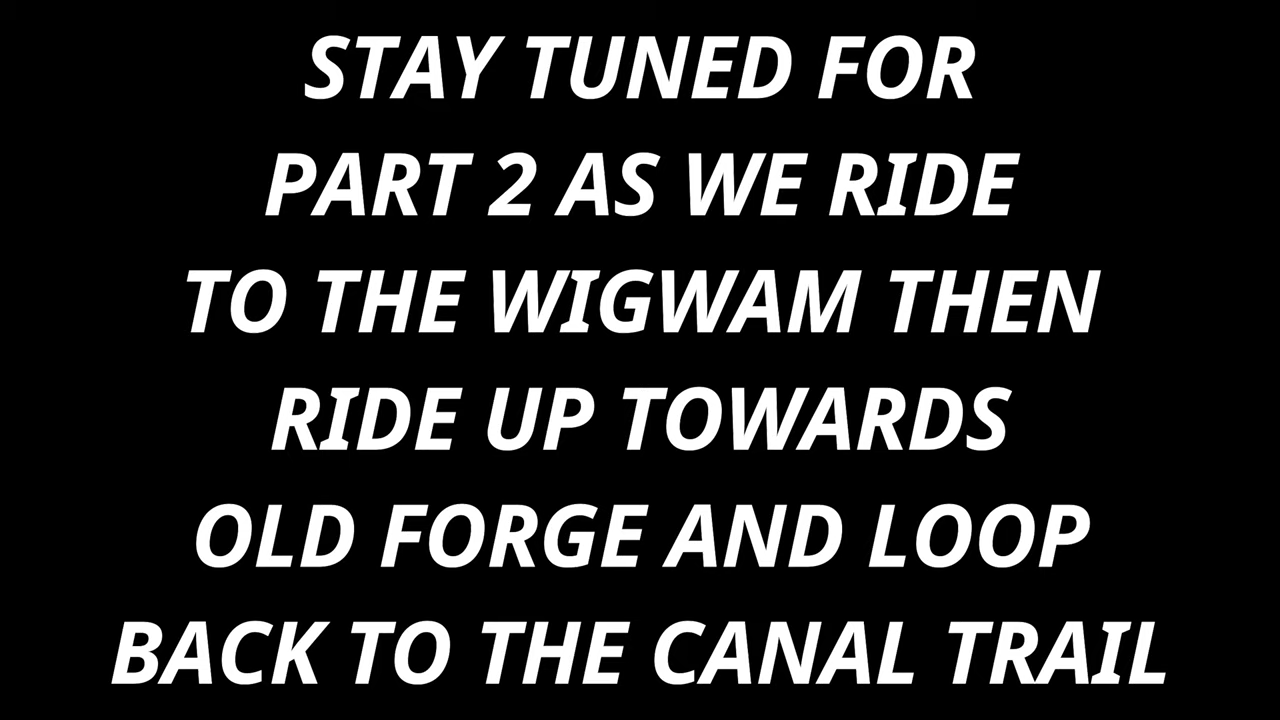 STAY TUNED FOR
PART 2 AS WE RIDE
TO THE WIGWAM THEN
RIDE UP TOWARDS
OLD FORGE AND LOOP
BACK TO THE CANAL TRAIL